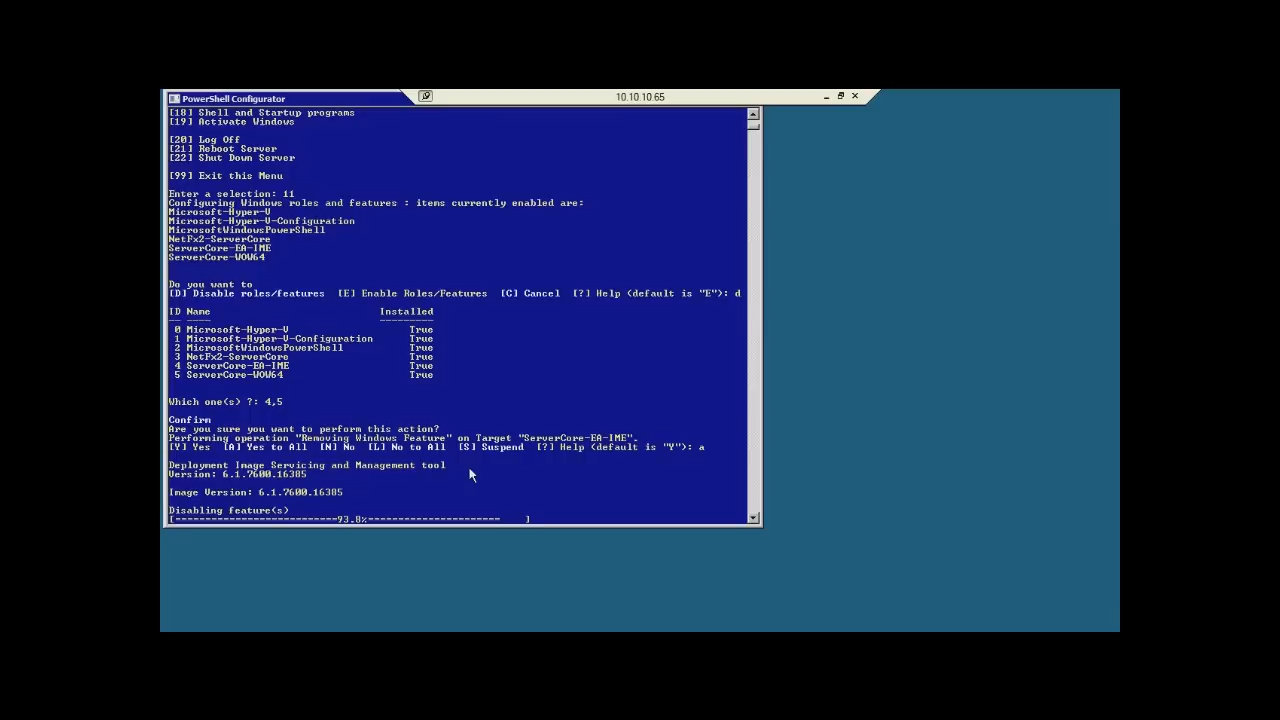 PowerShell Configurator
10.10.10.65
[18] Shell and Startup programs
[19] Activate Windows
[20] Log Off
[21] Reboot Server
[22] Shut Down Server
[99] Exit this Menu
Enter a selection: 11
Configuring Windows roles and features : items currently enabled are:
Microsoft-Hyper-V
Microsoft-Hyper-V-Configuration
MicrosoftWindowsPowerShell
NetFx2-ServerCore
ServerCore-EA-IME
ServerCore-WOW64
Do you want to
[D] Disable roles/features  [E] Enable Roles/Features  [C] Cancel  [?] Help (default is "E"): d
ID Name Installed
-- ---- ---------
0 Microsoft-Hyper-V True
1 Microsoft-Hyper-V-Configuration True
2 MicrosoftWindowsPowerShell True
3 NetFx2-ServerCore True
4 ServerCore-EA-IME True
5 ServerCore-WOW64 True
Which one(s) ?: 4,5
Confirm
Are you sure you want to perform this action?
Performing operation "Removing Windows Feature" on Target "ServerCore-EA-IME".
[Y] Yes  [A] Yes to All  [N] No  [L] No to All  [S] Suspend  [?] Help (default is "Y"): a
Deployment Image Servicing and Management tool
Version: 6.1.7600.16385
Image Version: 6.1.7600.16385
Disabling feature(s)
[===========================93.8%====================== ]